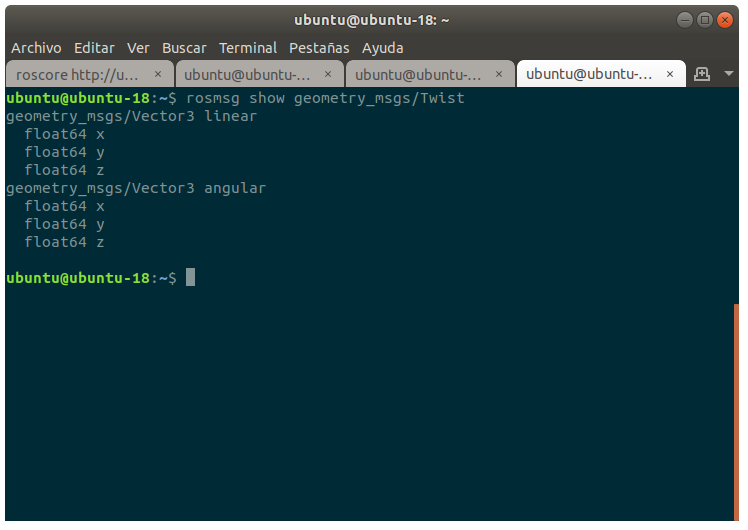 ubuntu@ubuntu-18: ~
Archivo Editar Ver Buscar Terminal Pestañas Ayuda
roscore http://u... × ubuntu@ubuntu-... × ubuntu@ubuntu-... × ubuntu@ubuntu-... ×
ubuntu@ubuntu-18:~$ rosmsg show geometry_msgs/Twist
geometry_msgs/Vector3 linear
  float64 x
  float64 y
  float64 z
geometry_msgs/Vector3 angular
  float64 x
  float64 y
  float64 z
ubuntu@ubuntu-18:~$